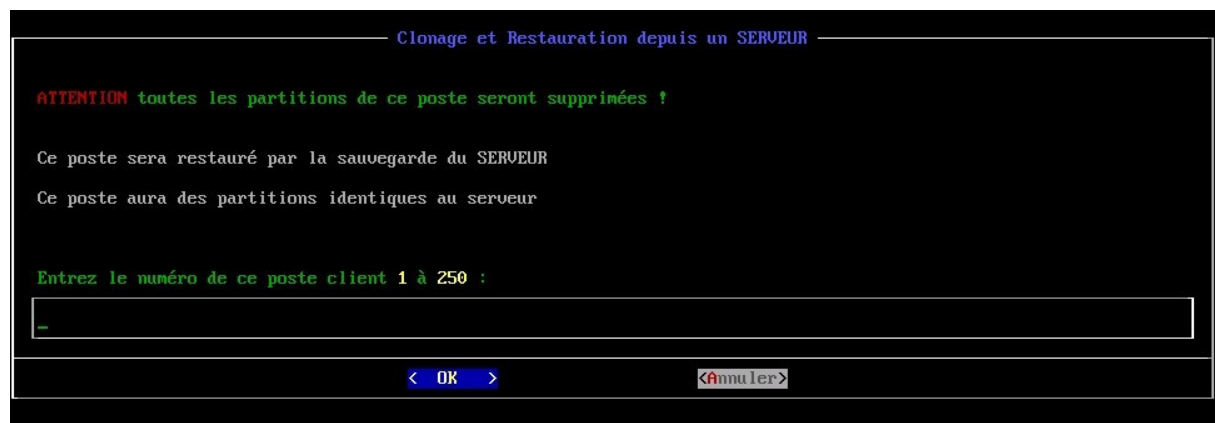 Clonage et Restauration depuis un SERVEUR
ATTENTION toutes les partitions de ce poste seront supprimées !
Ce poste sera restauré par la sauvegarde du SERVEUR
Ce poste aura des partitions identiques au serveur
Entrez le numéro de ce poste client 1 à 250 :
< OK > <Annuler>